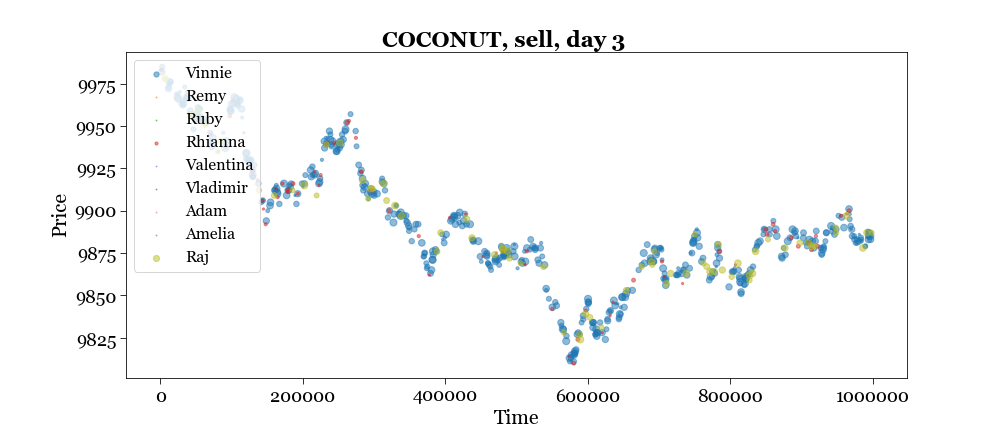 COCONUT, sell, day 3
Price
9975
9950
9925
9900
9875
9850
9825
Vinnie
Remy
Ruby
Rhianna
Valentina
Vladimir
Adam
Amelia
Raj
0
200000
400000
600000
800000
1000000
Time